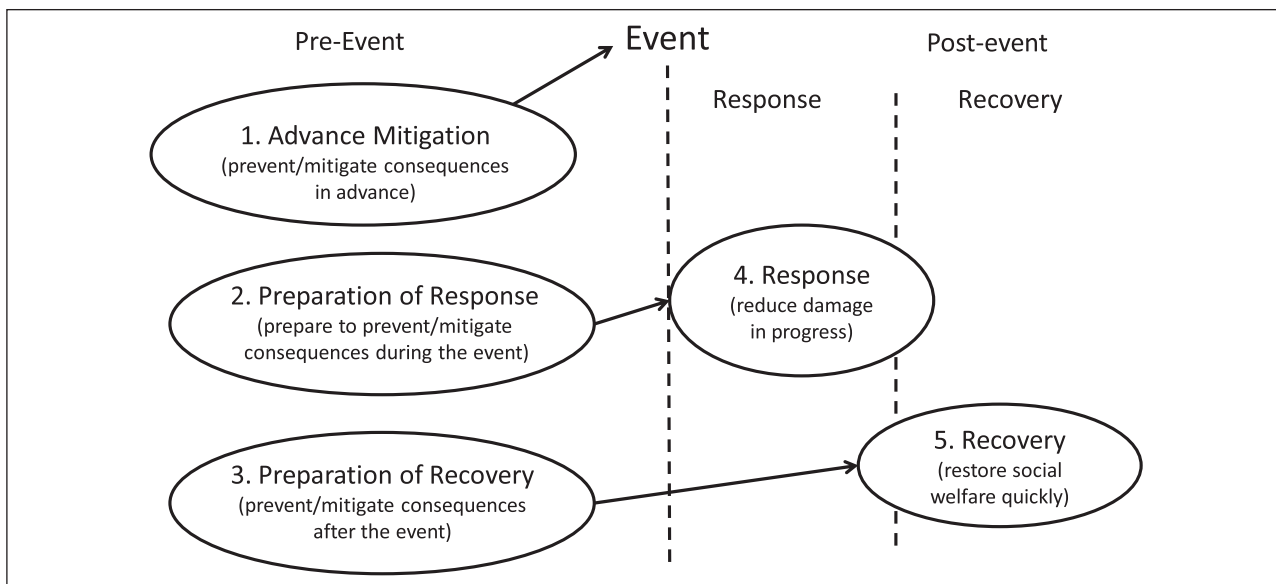 Pre-Event
Event
Post-event
Response
Recovery
1. Advance Mitigation
(prevent/mitigate consequences
in advance)
2. Preparation of Response
(prepare to prevent/mitigate
consequences during the event)
4. Response
(reduce damage
in progress)
3. Preparation of Recovery
(prevent/mitigate consequences
after the event)
5. Recovery
(restore social
welfare quickly)